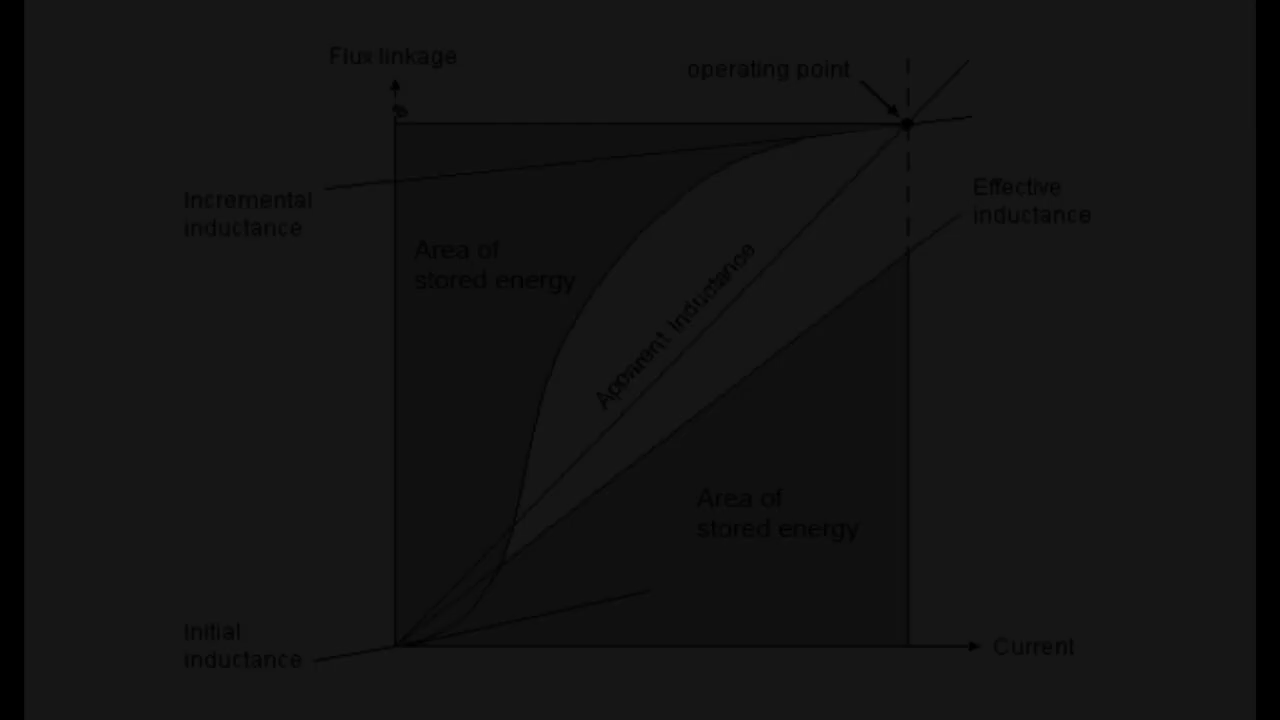 Flux linkage
operating point
Incremental
inductance
Effective
inductance
Area of
stored energy
Apparent Inductance
Area of
stored energy
Initial
inductance
Current